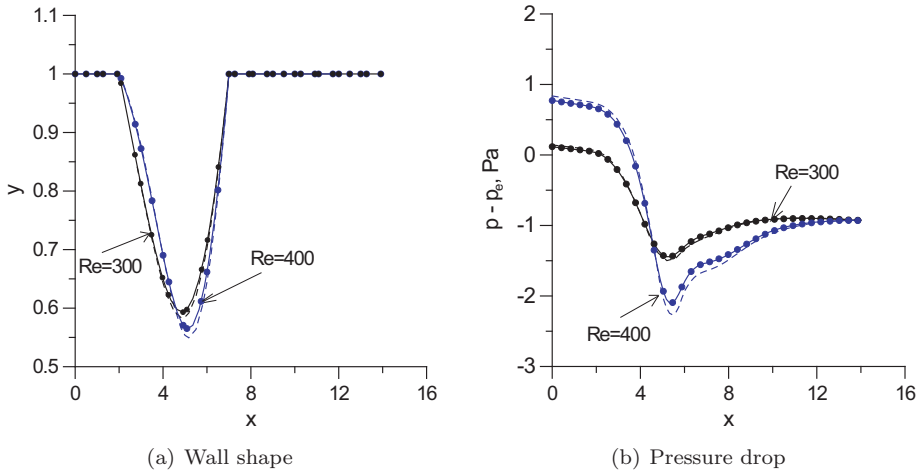 1.1
1
0.9
0.8
0.7
0.6
0.5
y
0
4
8
12
16
x
Re=300
Re=400
(a) Wall shape
2
1
0
-1
-2
-3
p - pe, Pa
0
4
8
12
16
x
Re=300
Re=400
(b) Pressure drop